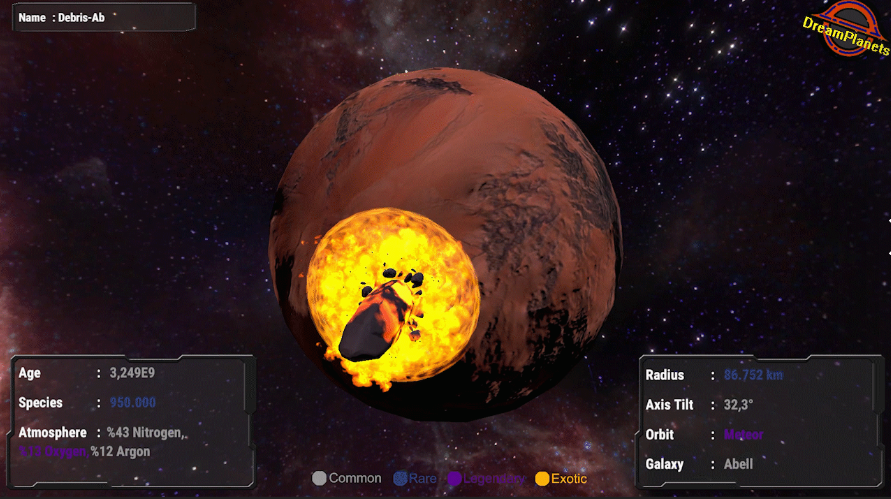 Name : Debris-Ab
DreamPlanets
Age : 3,249E9
Species : 950.000
Atmosphere : %43 Nitrogen,.
Oxygen %12 Argon
Radius : 86.752 km
Axis Tilt : 32,3°
Orbit : Meteor
Galaxy : Abell
Common Rare Legendary Exotic